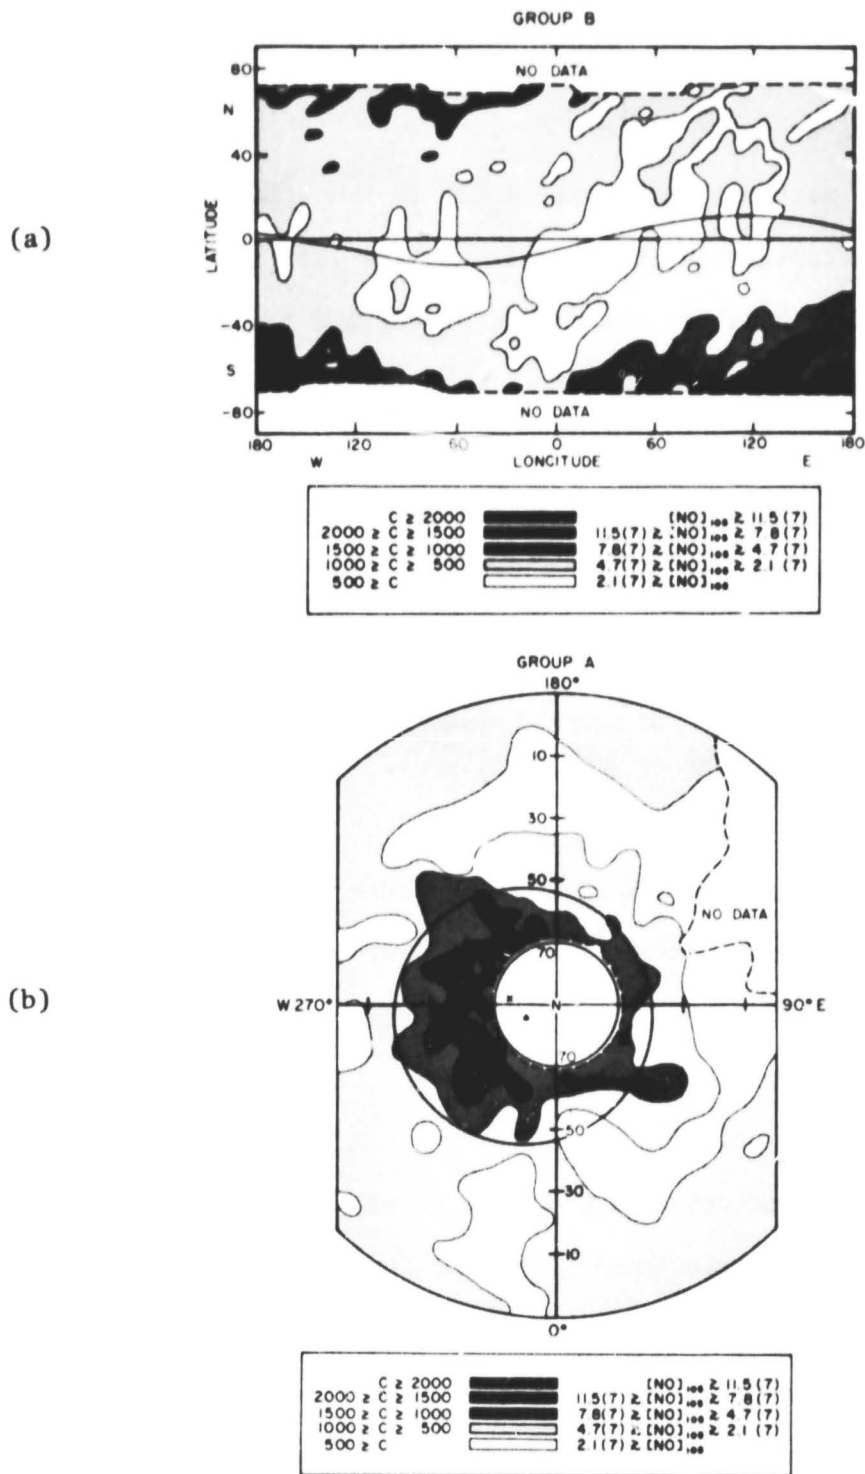 GROUP B
(a)
NO DATA
80
N
40
LATITUDE
0
-40
S
-80
NO DATA
180 120 60 0 60 120 180
W LONGITUDE E
C ≥ 2000 [NO]₁₀₀ ≥ 11.5 (7)
2000 ≥ C ≥ 1500 11.5(7) ≥ [NO]₁₀₀ ≥ 7.8(7)
1500 ≥ C ≥ 1000 7.8(7) ≥ [NO]₁₀₀ ≥ 4.7(7)
1000 ≥ C ≥ 500 4.7(7) ≥ [NO]₁₀₀ ≥ 2.1 (7)
500 ≥ C 2.1(7) ≥ [NO]₁₀₀
GROUP A
180°
10
30
50
NO DATA
70
(b)
W 270° N 90° E
70
50
30
10
0°
C ≥ 2000 [NO]₁₀₀ ≥ 11.5 (7)
2000 ≥ C ≥ 1500 11.5(7) ≥ [NO]₁₀₀ ≥ 7.8(7)
1500 ≥ C ≥ 1000 7.8(7) ≥ [NO]₁₀₀ ≥ 4.7(7)
1000 ≥ C ≥ 500 4.7(7) ≥ [NO]₁₀₀ ≥ 2.1 (7)
500 ≥ C 2.1(7) ≥ [NO]₁₀₀